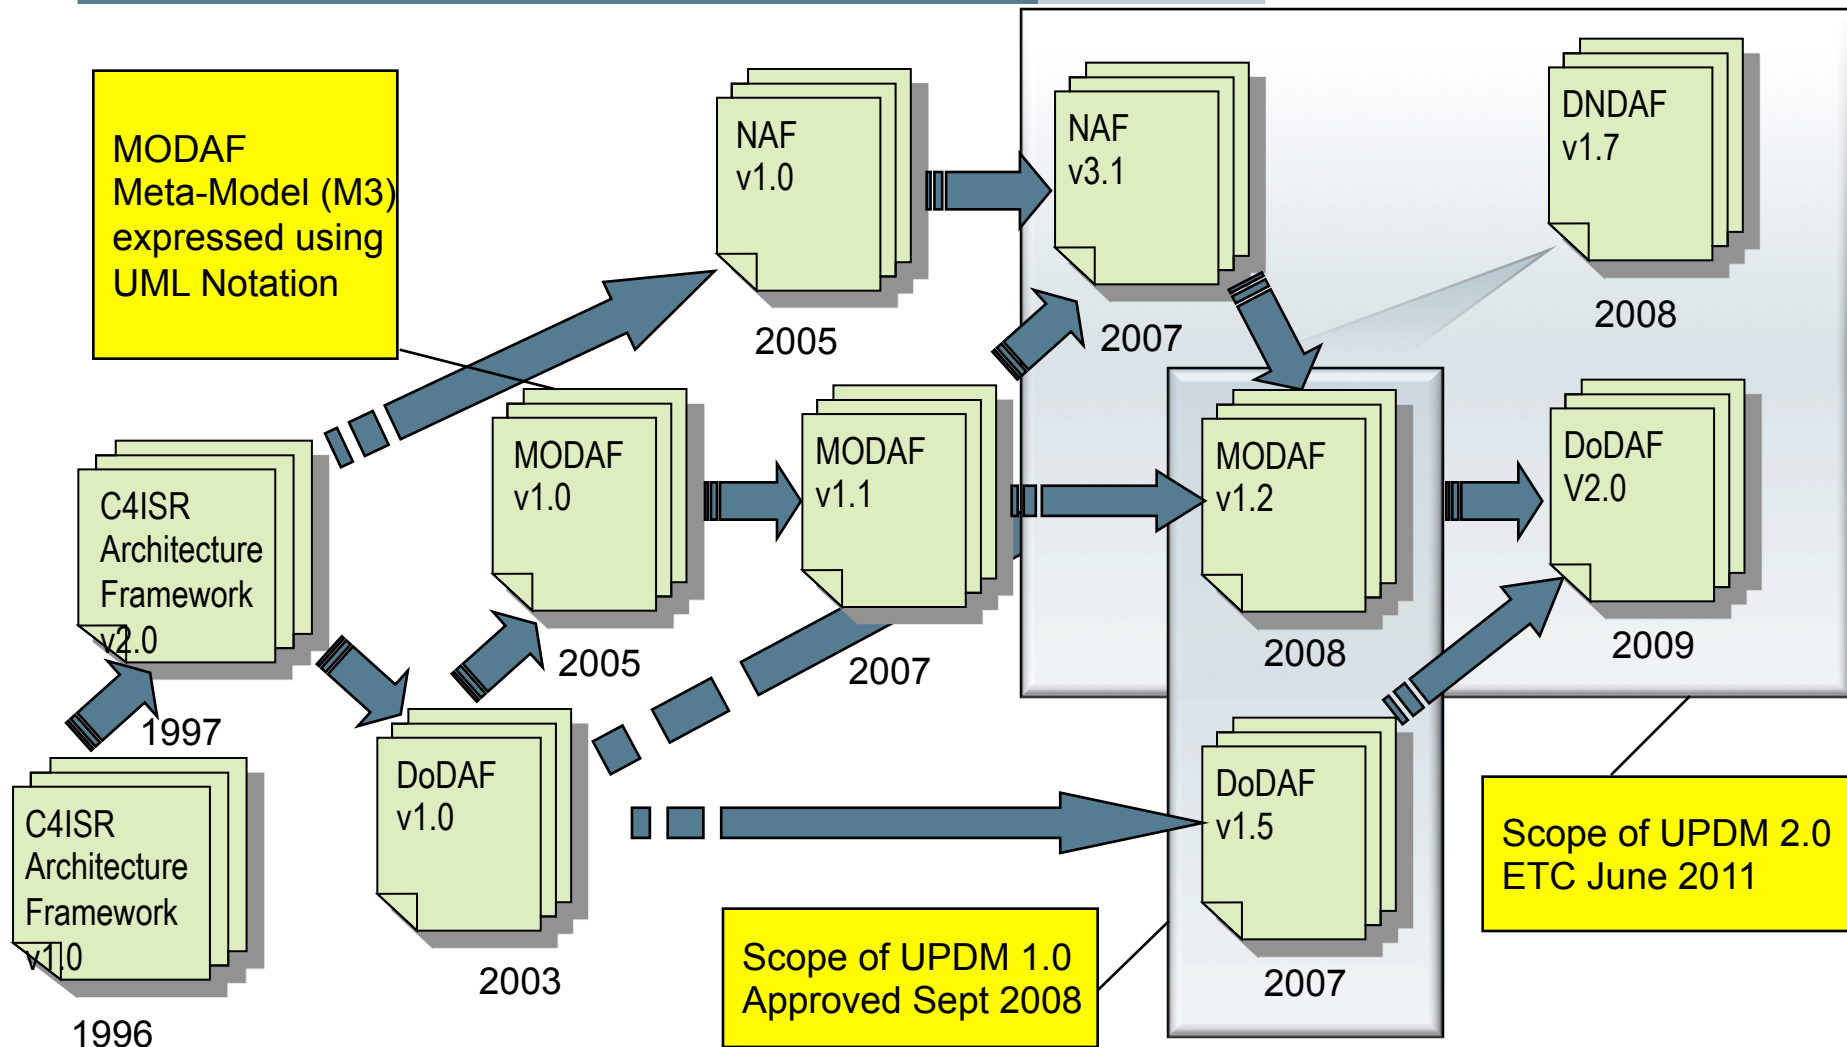 MODAF
Meta-Model (M3)
expressed using
UML Notation
NAF
v1.0
2005
NAF
v3.1
2007
DNDAF
v1.7
2008
C4ISR
Architecture
Framework
v2.0
1997
MODAF
v1.0
2005
MODAF
v1.1
2007
MODAF
v1.2
2008
DoDAF
V2.0
2009
C4ISR
Architecture
Framework
v1.0
1996
DoDAF
v1.0
2003
DoDAF
v1.5
2007
Scope of UPDM 1.0
Approved Sept 2008
Scope of UPDM 2.0
ETC June 2011